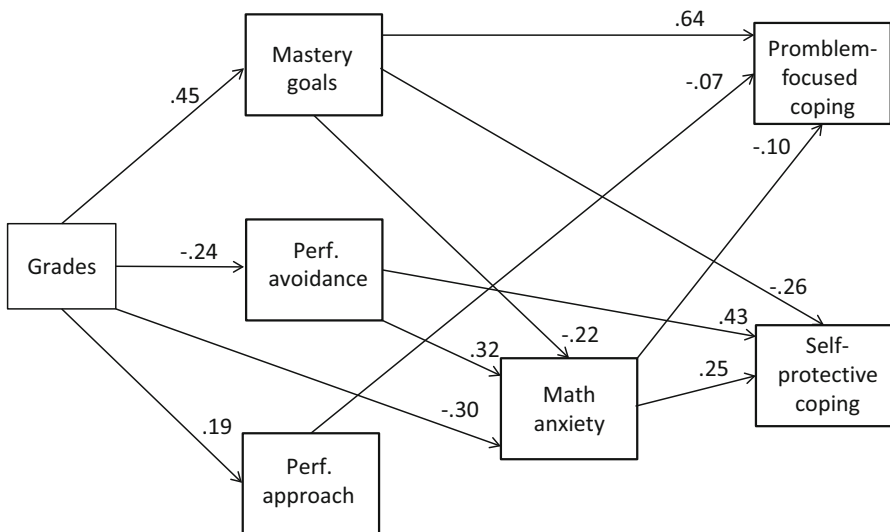 .64
Mastery
goals
Promblem-
focused
coping
-.07
.45
-.10
Grades
-.24
Perf.
avoidance
-.26
.43
.32
-.22
Self-
protective
coping
.25
Math
anxiety
-.30
.19
Perf.
approach